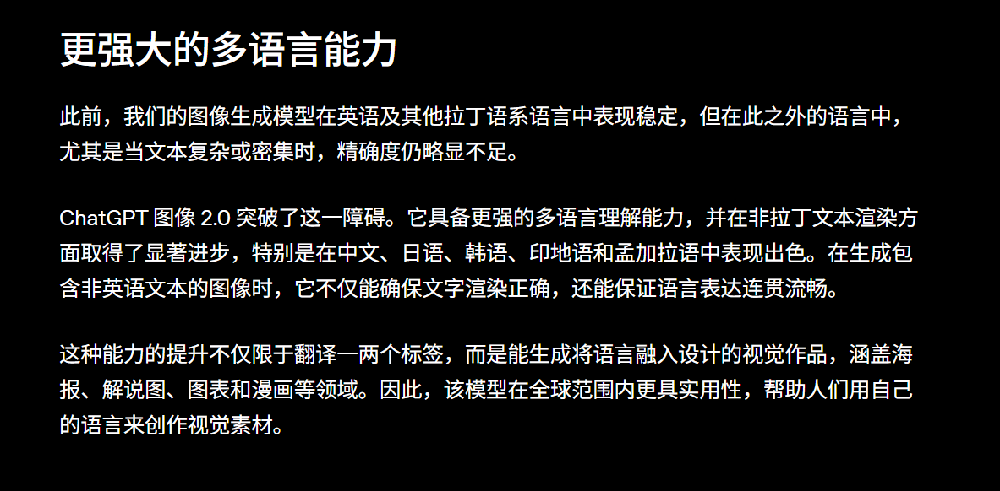 更强大的多语言能力
此前，我们的图像生成模型在英语及其他拉丁语系语言中表现稳定，但在此之外的语言中，
尤其是当文本复杂或密集时，精确度仍略显不足。
ChatGPT 图像 2.0 突破了这一障碍。它具备更强的多语言理解能力，并在非拉丁文本渲染方
面取得了显著进步，特别是在中文、日语、韩语、印地语和孟加拉语中表现出色。在生成包
含非英语文本的图像时，它不仅能确保文字渲染正确，还能保证语言表达连贯流畅。
这种能力的提升不仅限于翻译一两个标签，而是能生成将语言融入设计的视觉作品，涵盖海
报、解说图、图表和漫画等领域。因此，该模型在全球范围内更具实用性，帮助人们用自己
的语言来创作视觉素材。